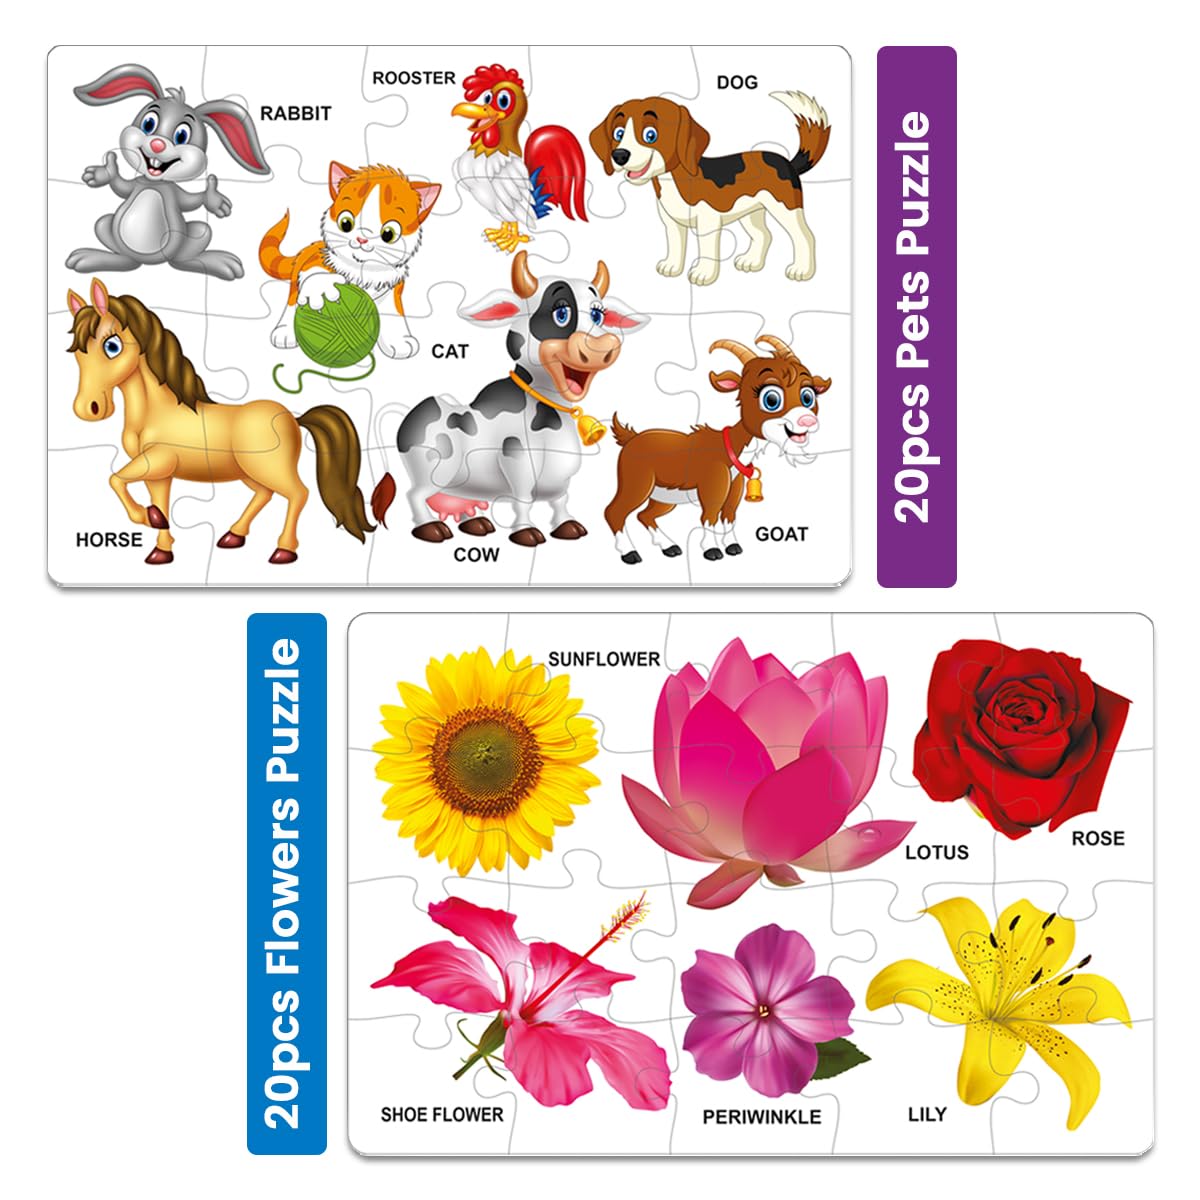 ROOSTER
DOG
RABBIT
CAT
HORSE
COW
GOAT
20pcs Pets Puzzle
20pcs Flowers Puzzle
SUNFLOWER
LOTUS
ROSE
SHOE FLOWER
PERIWINKLE
LILY